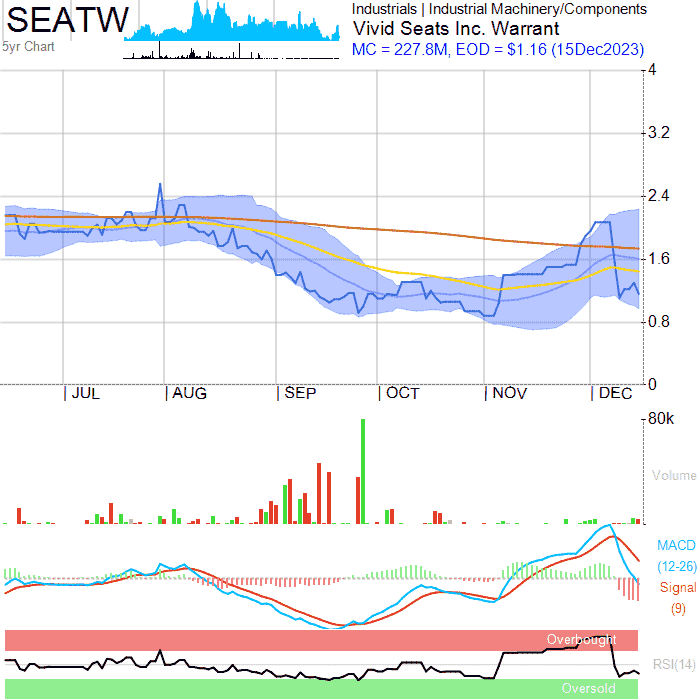 SEATW
5yr Chart
Industrials | Industrial Machinery/Components
Vivid Seats Inc. Warrant
MC = 227.8M, EOD = $1.16 (15Dec2023)
4
3.2
2.4
1.6
0.8
0
JUL
AUG
SEP
OCT
NOV
DEC
80k
Volume
MACD
(12-26)
Signal
(9)
Overbought
RSI(14)
Oversold